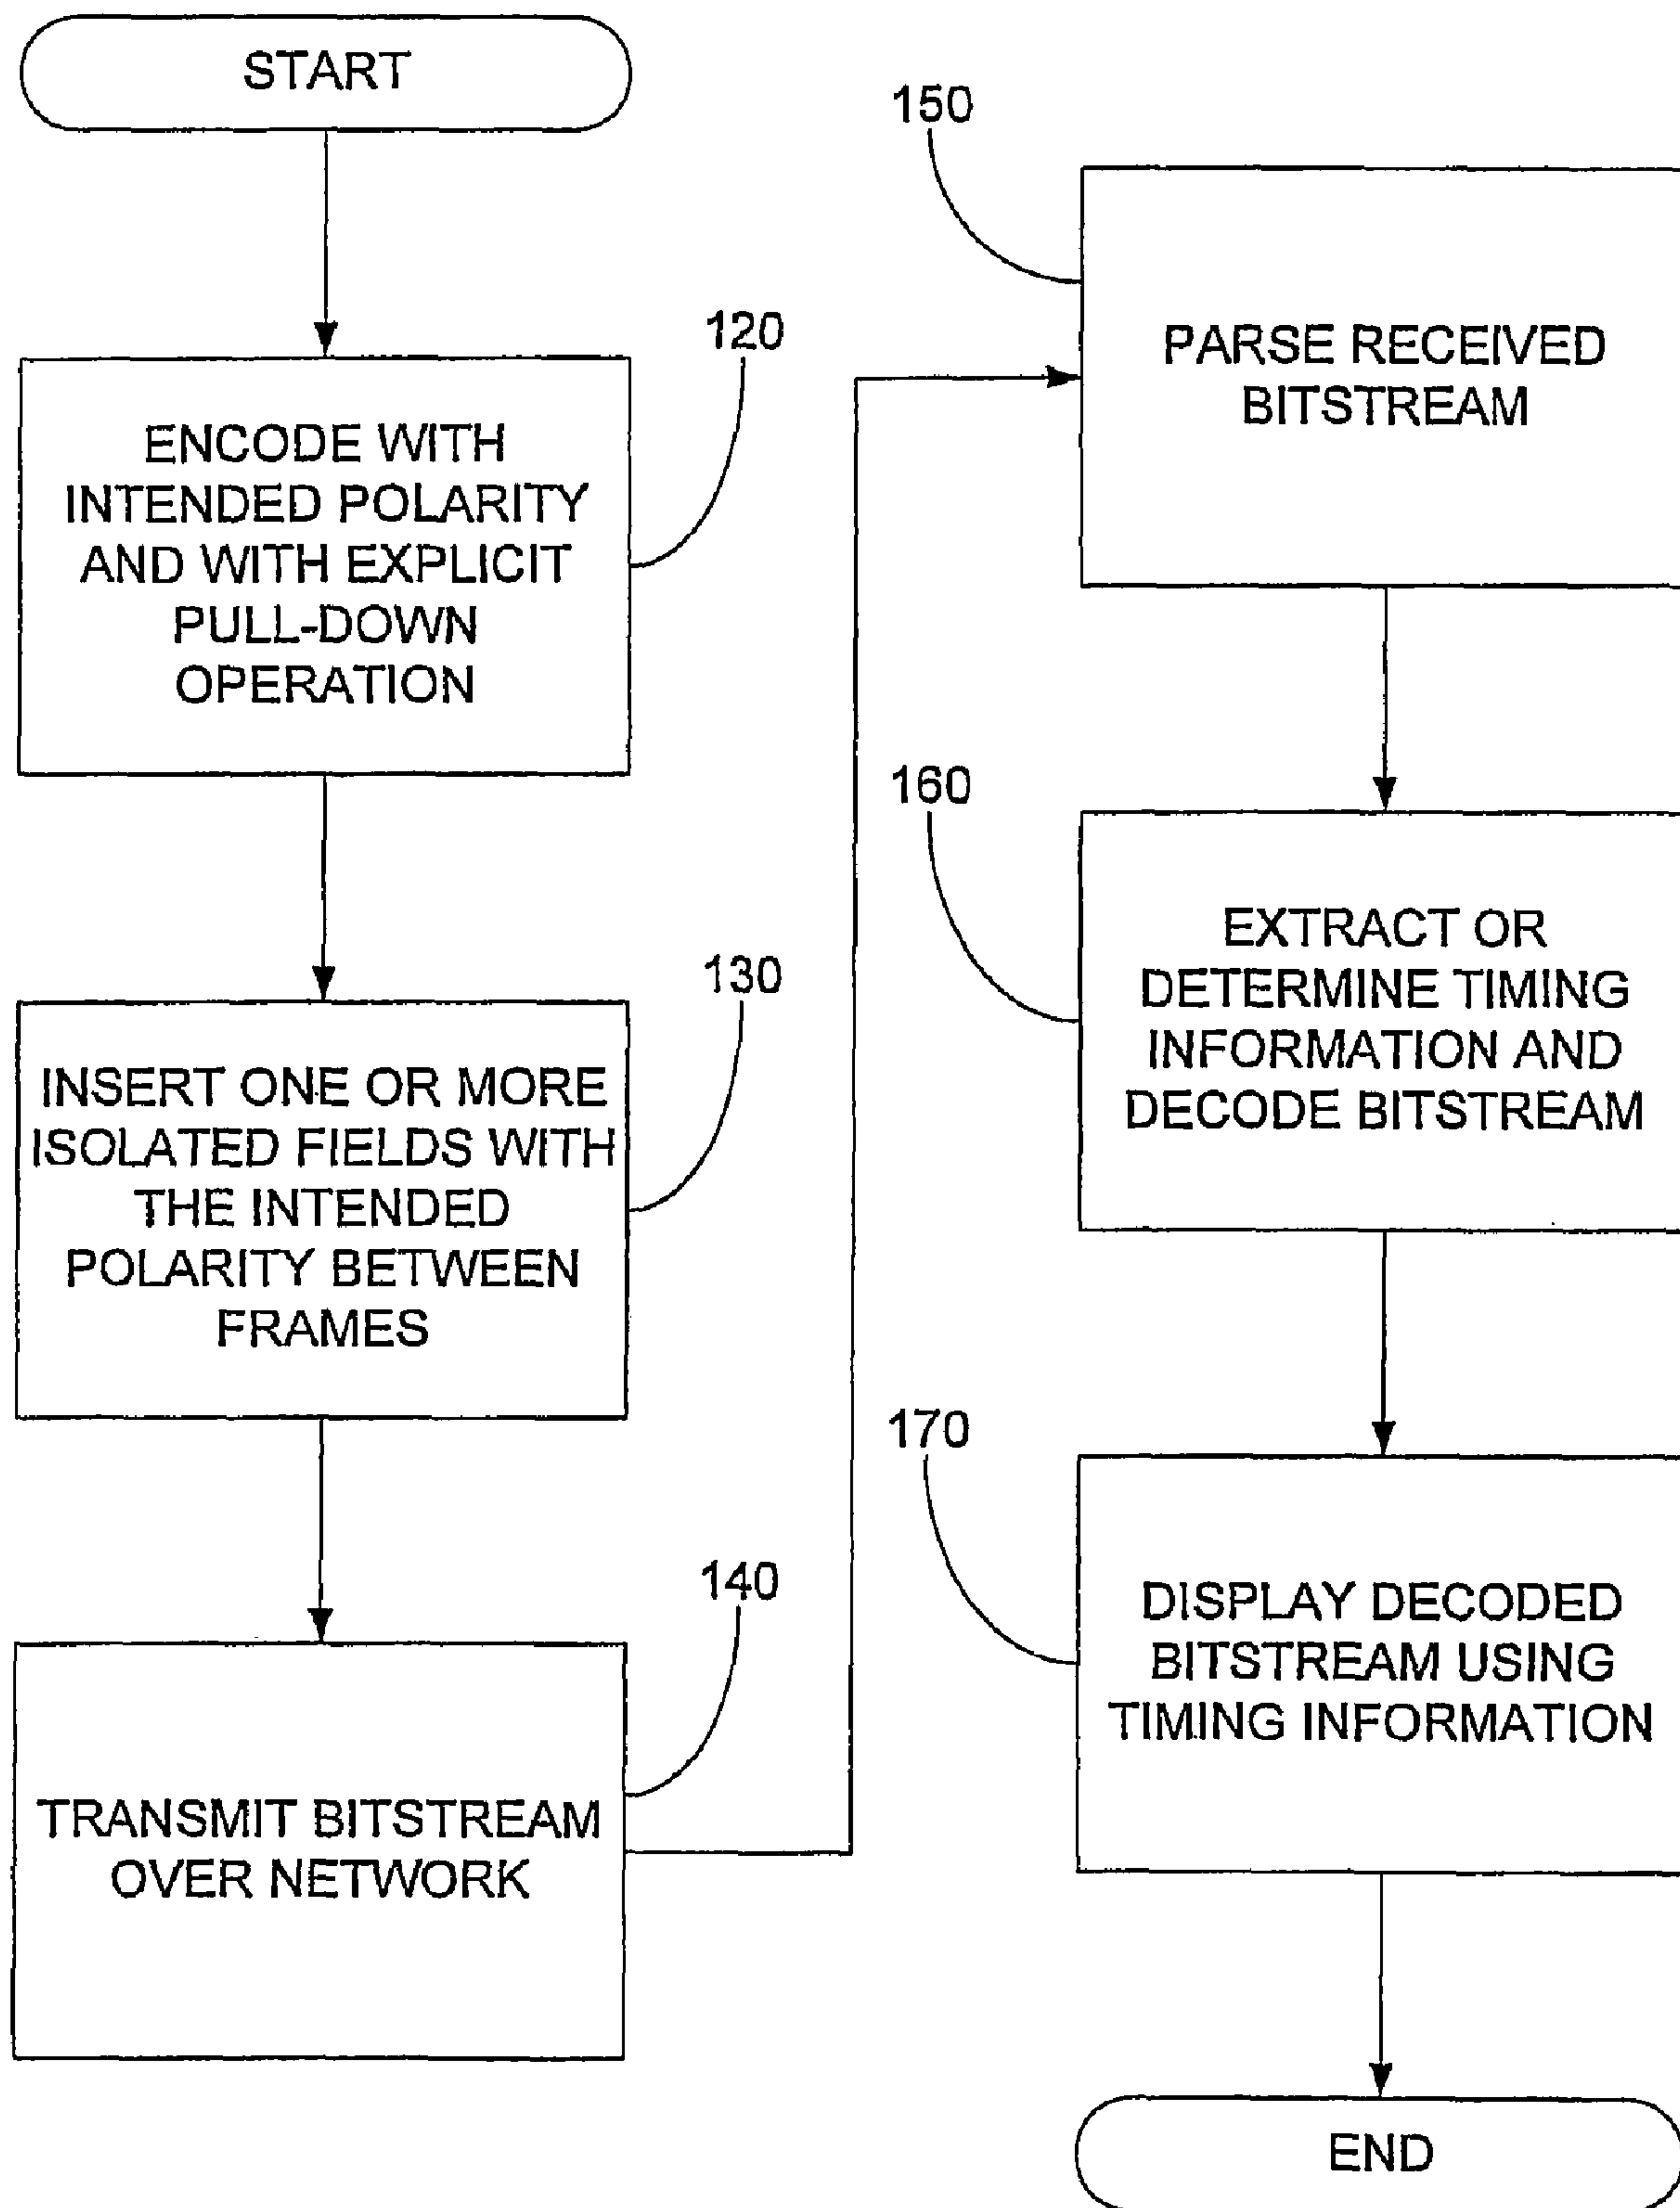 START
120
ENCODE WITH
INTENDED POLARITY
AND WITH EXPLICIT
PULL-DOWN
OPERATION
130
INSERT ONE OR MORE
ISOLATED FIELDS WITH
THE INTENDED
POLARITY BETWEEN
FRAMES
140
TRANSMIT BITSTREAM
OVER NETWORK
150
PARSE RECEIVED
BITSTREAM
160
EXTRACT OR
DETERMINE TIMING
INFORMATION AND
DECODE BITSTREAM
170
DISPLAY DECODED
BITSTREAM USING
TIMING INFORMATION
END